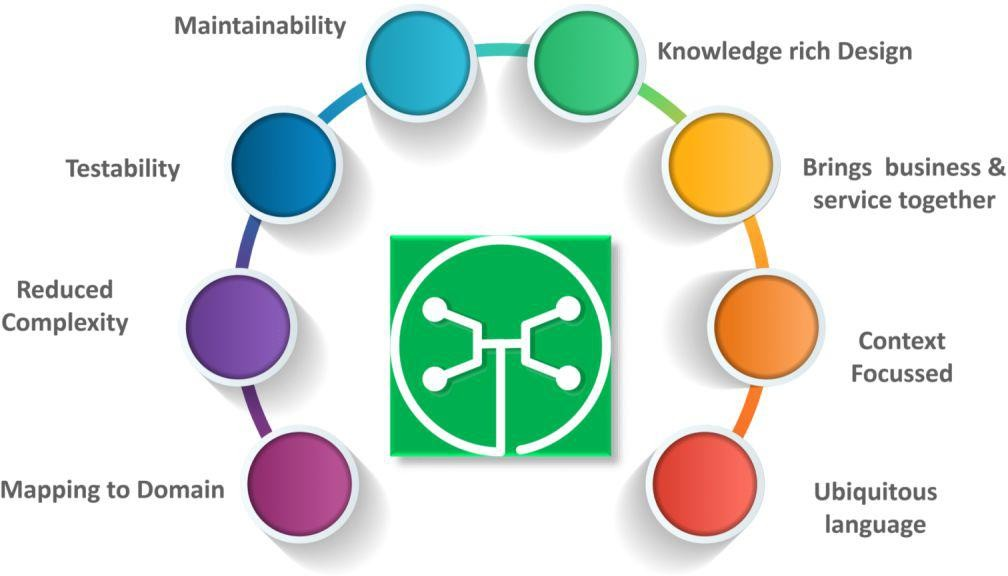 Maintainability
Knowledge rich Design
Testability
Brings business &
service together
Reduced
Complexity
Context
Focussed
Mapping to Domain
Ubiquitous
language